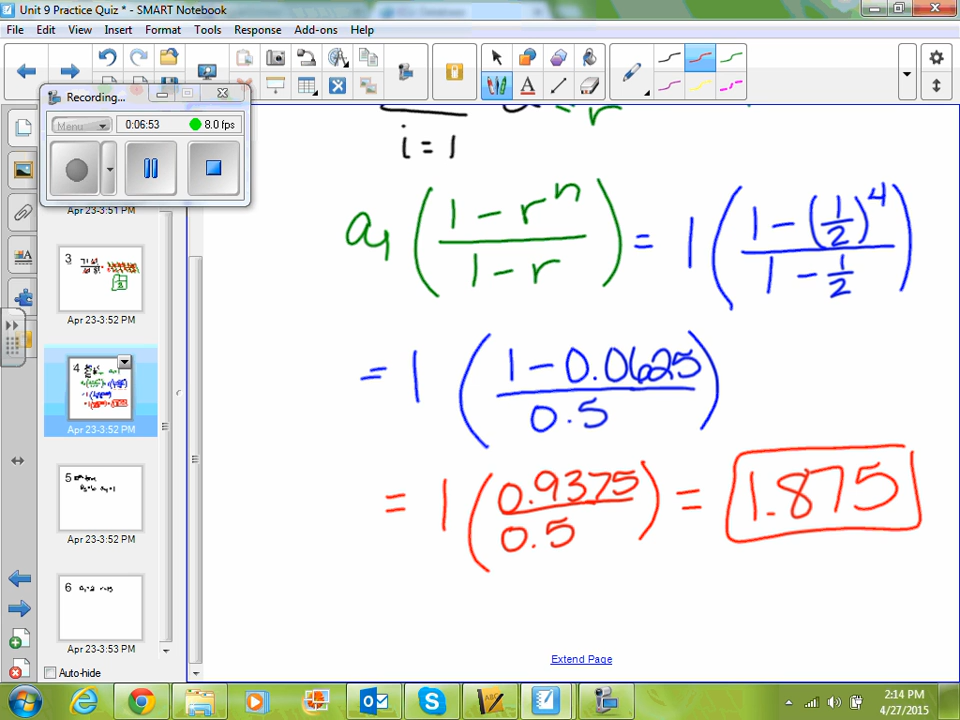 Unit 9 Practice Quiz * - SMART Notebook
File Edit View Insert Format Tools Response Add-ons Help
Recording...
Menu 0:06:53 8.0 fps
i = 1
a₁ ( (1 - rⁿ) / (1 - r) ) = 1 ( (1 - (1/2)⁴) / (1 - 1/2) )
= 1 ( (1 - 0.0625) / 0.5 )
= 1 ( 0.9375 / 0.5 ) = 1.875
Apr 23-3:51 PM
3
Apr 23-3:52 PM
4
Apr 23-3:52 PM
5
Apr 23-3:52 PM
6
Apr 23-3:53 PM
Auto-hide
Extend Page
2:14 PM
4/27/2015